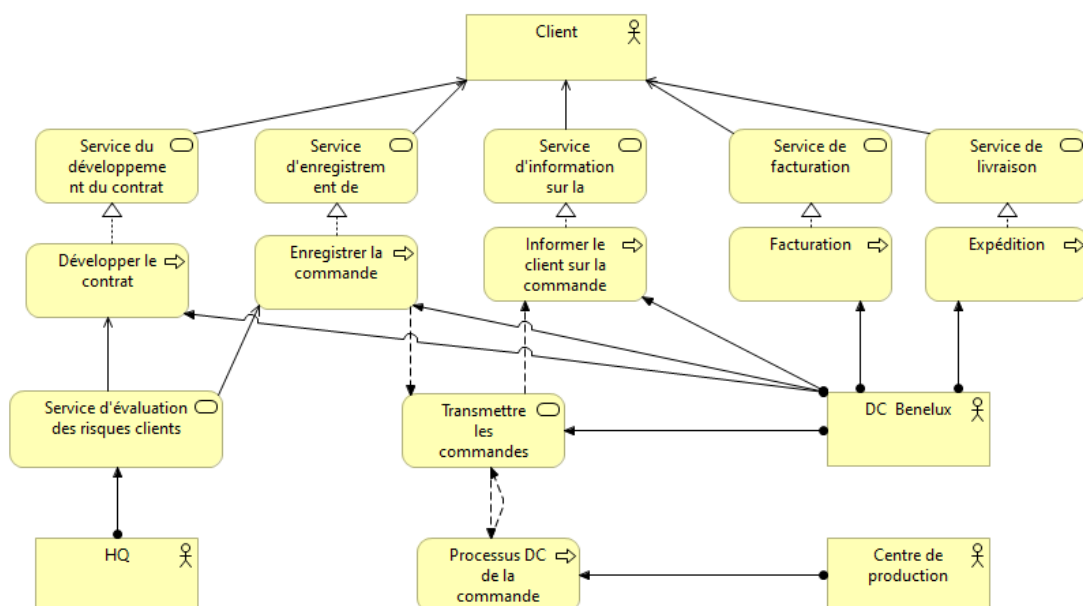 Client
Service du
développeme
nt du contrat
Service
d'enregistrem
ent de
Service
d'information
sur la
Service de
facturation
Service de
livraison
Développer le
contrat
Enregistrer la
commande
Informer le
client sur la
commande
Facturation
Expédition
Service d'évaluation
des risques clients
Transmettre
les
commandes
DC Benelux
HQ
Processus DC
de la
commande
Centre de
production